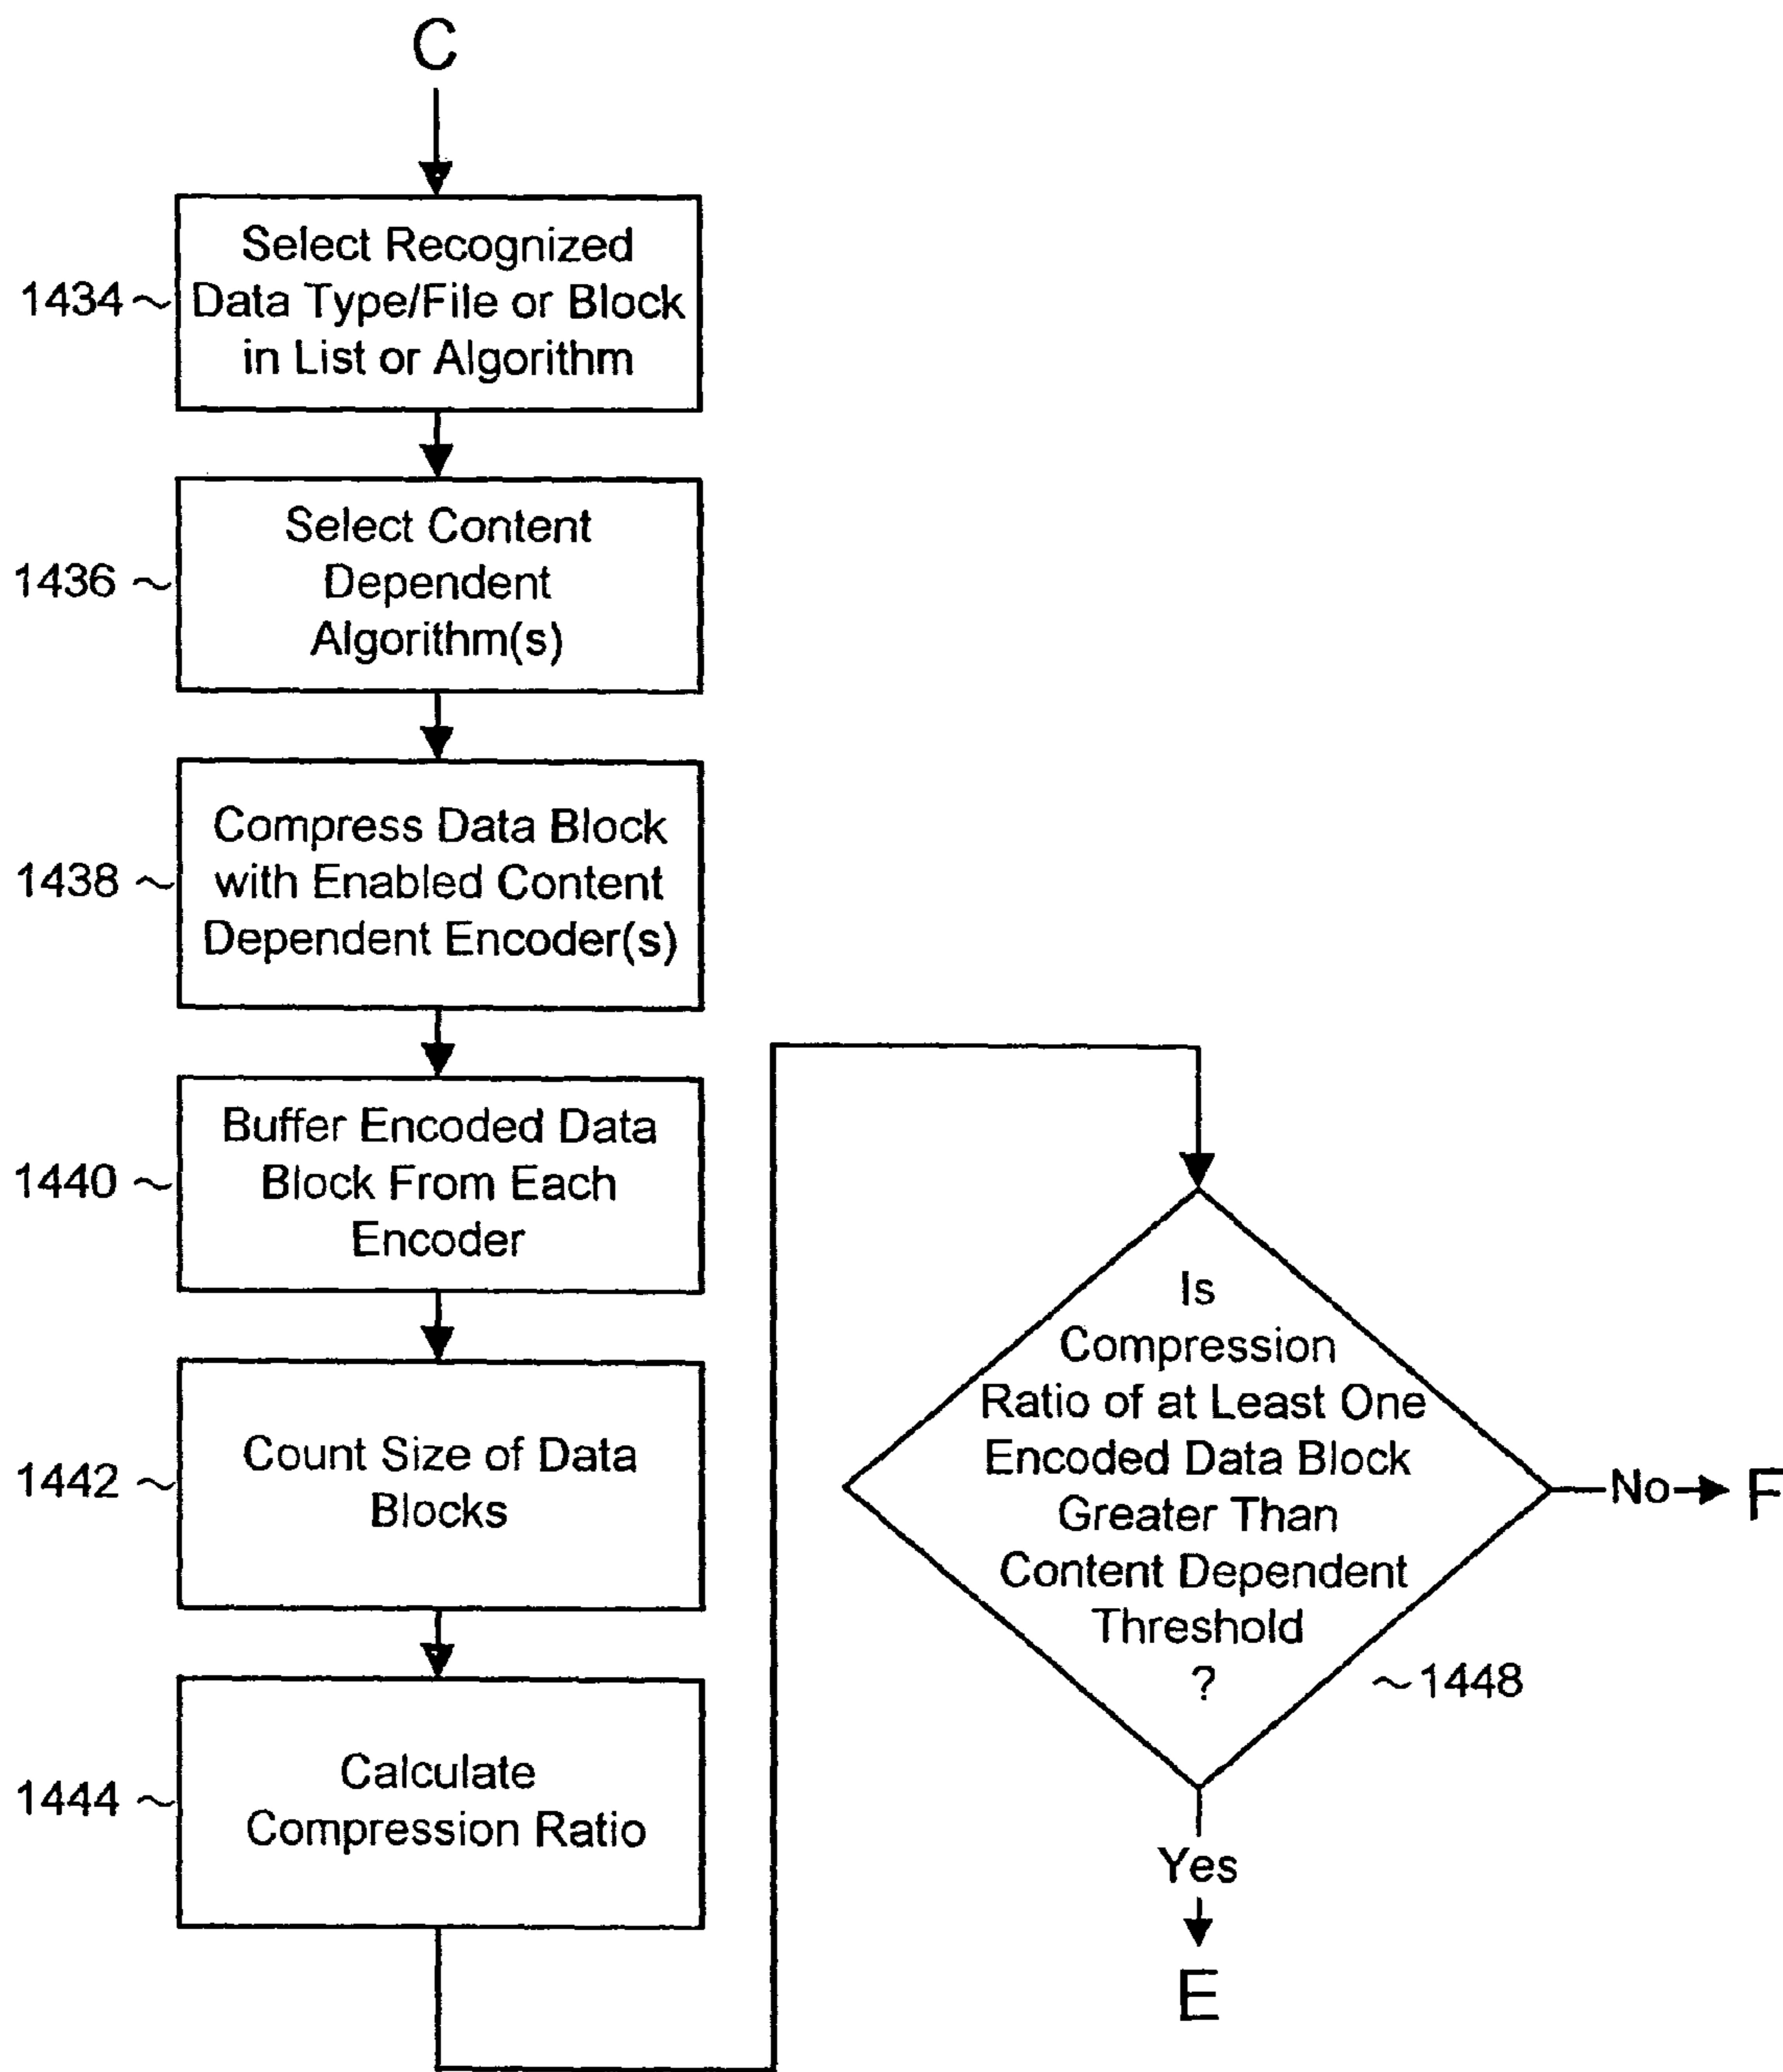 C
1434
Select Recognized
Data Type/File or Block
in List or Algorithm
1436
Select Content
Dependent
Algorithm(s)
1438
Compress Data Block
with Enabled Content
Dependent Encoder(s)
1440
Buffer Encoded Data
Block From Each
Encoder
1442
Count Size of Data
Blocks
1444
Calculate
Compression Ratio
Is
Compression
Ratio of at Least One
Encoded Data Block
Greater Than
Content Dependent
Threshold
?
1448
No
F
Yes
E